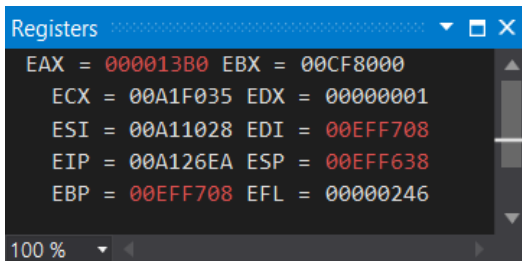 Registers
EAX = 000013B0 EBX = 00CF8000
ECX = 00A1F035 EDX = 00000001
ESI = 00A11028 EDI = 00EFF708
EIP = 00A126EA ESP = 00EFF638
EBP = 00EFF708 EFL = 00000246
100 %